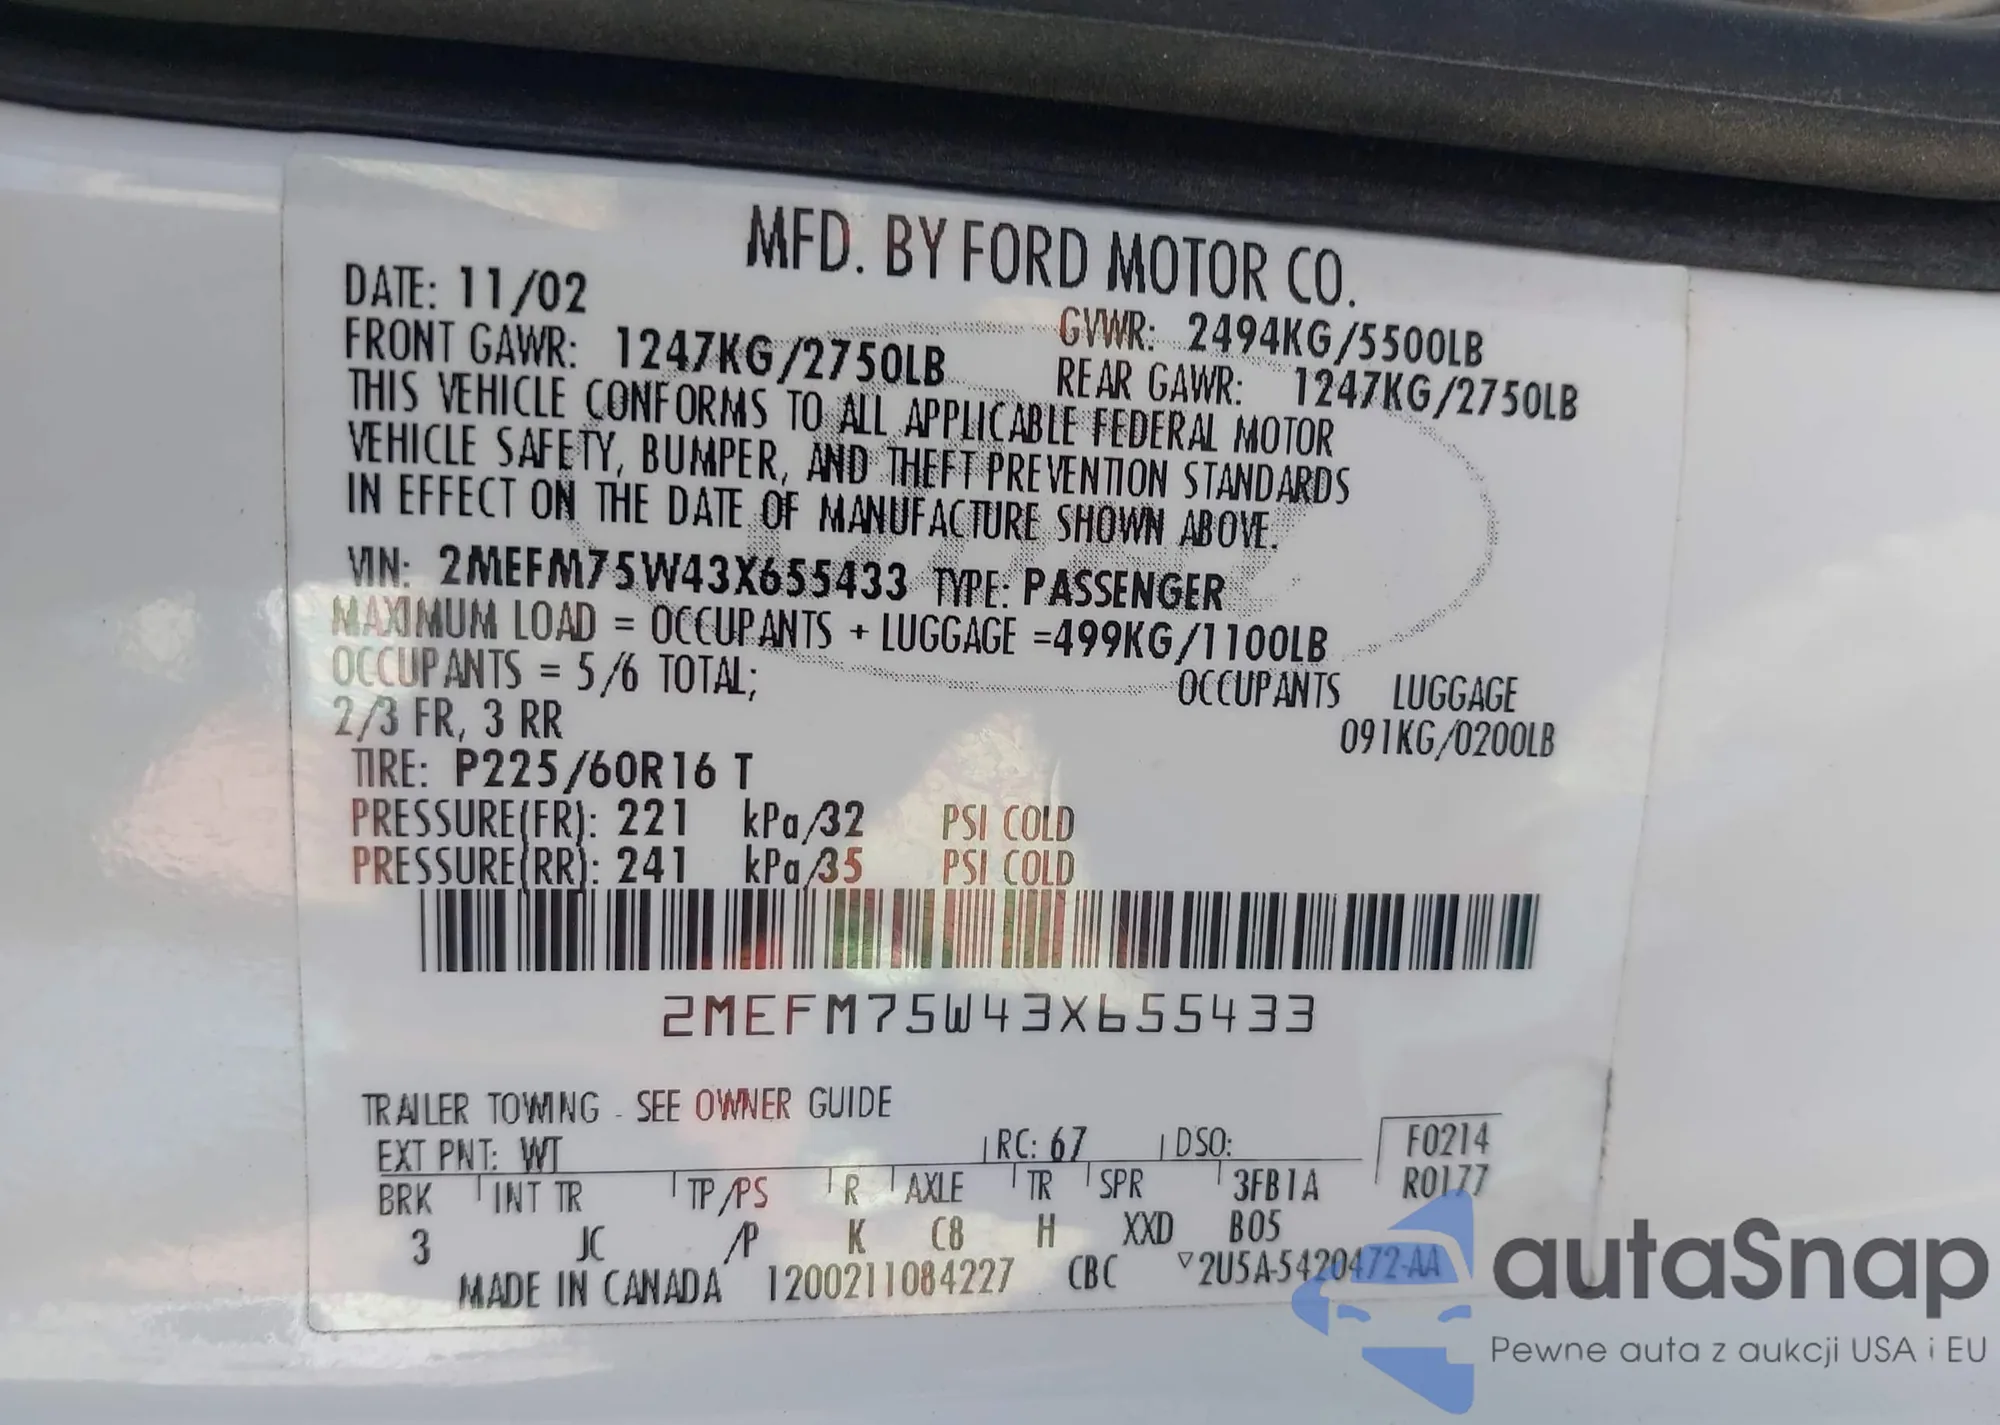 MFD. BY FORD MOTOR CO.
DATE: 11/02
GVWR: 2494KG/5500LB
FRONT GAWR: 1247KG/2750LB
REAR GAWR: 1247KG/2750LB
THIS VEHICLE CONFORMS TO ALL APPLICABLE FEDERAL MOTOR
VEHICLE SAFETY, BUMPER, AND THEFT PREVENTION STANDARDS
IN EFFECT ON THE DATE OF MANUFACTURE SHOWN ABOVE.
VIN: 2MEFM75W43X655433 TYPE: PASSENGER
MAXIMUM LOAD = OCCUPANTS + LUGGAGE =499KG/1100LB
OCCUPANTS = 5/6 TOTAL; OCCUPANTS LUGGAGE
2/3 FR, 3 RR 091KG/0200LB
TIRE: P225/60R16 T
PRESSURE(FR): 221 kPa/32 PSI COLD
PRESSURE(RR): 241 kPa/35 PSI COLD
2MEFM75W43X655433
TRAILER TOWING - SEE OWNER GUIDE
EXT PNT: WT RC: 67 DSO: F0214
R0177
BRK INT TR TP/PS R AXLE TR SPR 3FB1A
3 JC /P K C8 H XXD B05
MADE IN CANADA 1200211084227 CBC ▽2U5A-5420472-AA
autaSnap
Pewne auta z aukcji USA i EU